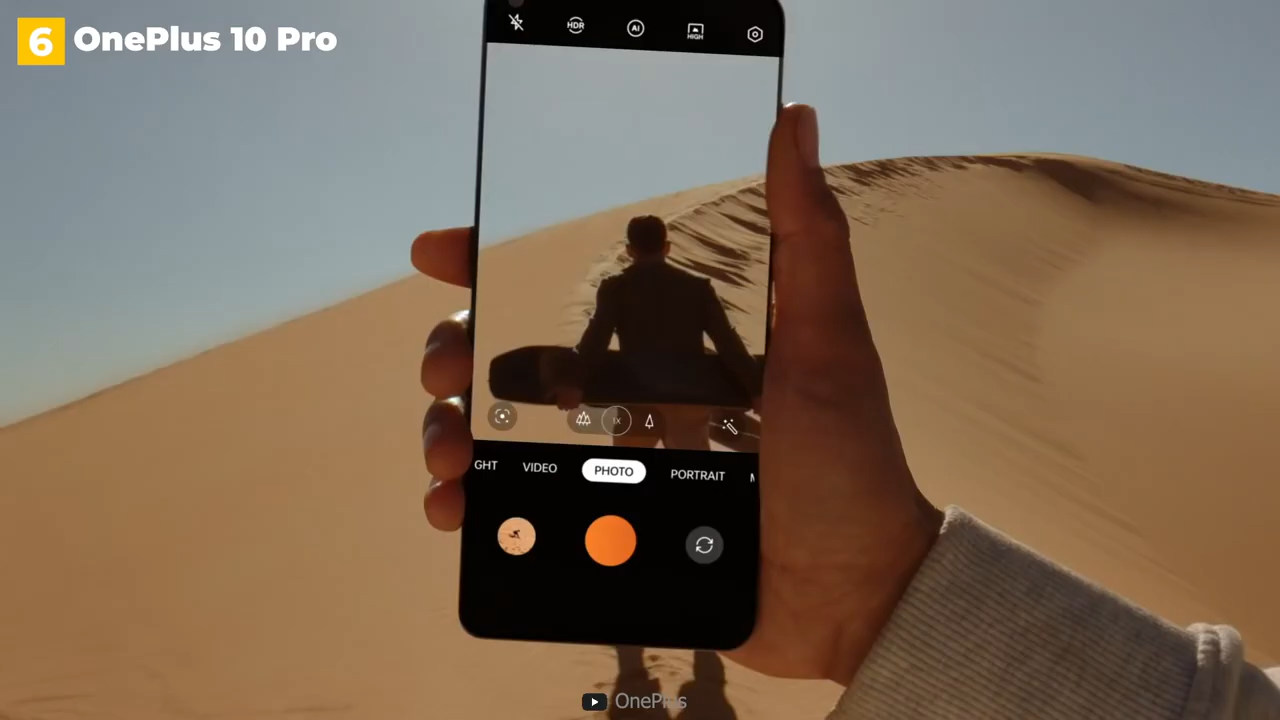 6 OnePlus 10 Pro
HDR
AI
HIGH
1X
GHT VIDEO PHOTO PORTRAIT M
OnePlus